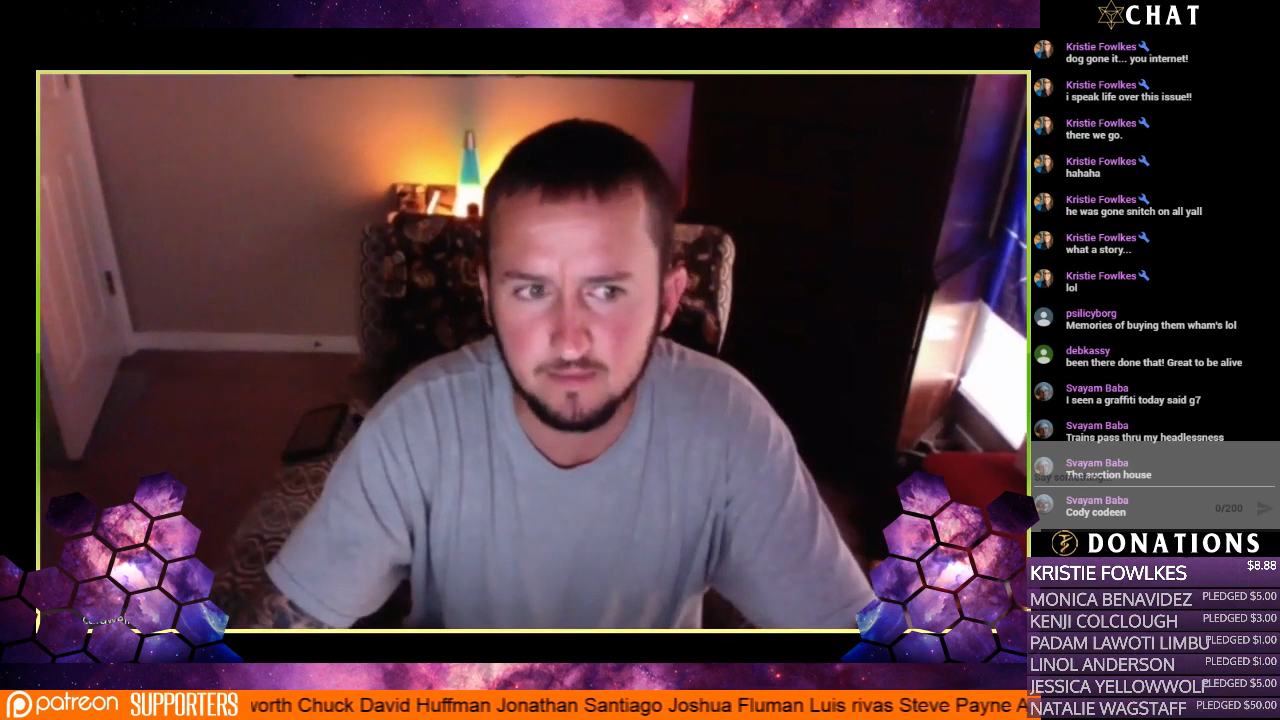 CHAT
Kristie Fowlkes
dog gone it... you internet!
Kristie Fowlkes
i speak life over this issue!!
Kristie Fowlkes
there we go.
Kristie Fowlkes
hahaha
Kristie Fowlkes
he was gone snitch on all yall
Kristie Fowlkes
what a story...
Kristie Fowlkes
lol
psilicyborg
Memories of buying them wham's lol
debkassy
been there done that! Great to be alive
Svayam Baba
I seen a graffiti today said g7
Svayam Baba
Trains pass thru my headlessness
Svayam Baba
The auction house
Say
Svayam Baba
Cody codeen
0/200
DONATIONS
KRISTIE FOWLKES $8.88
MONICA BENAVIDEZ PLEDGED $5.00
KENJI COLCLOUGH PLEDGED $3.00
PADAM LAWOTI LIMBU PLEDGED $1.00
LINOL ANDERSON PLEDGED $1.00
JESSICA YELLOWWOLF PLEDGED $5.00
NATALIE WAGSTAFF PLEDGED $50.00
patreon SUPPORTERS
worth Chuck David Huffman Jonathan Santiago Joshua Fluman Luis rivas Steve Payne A